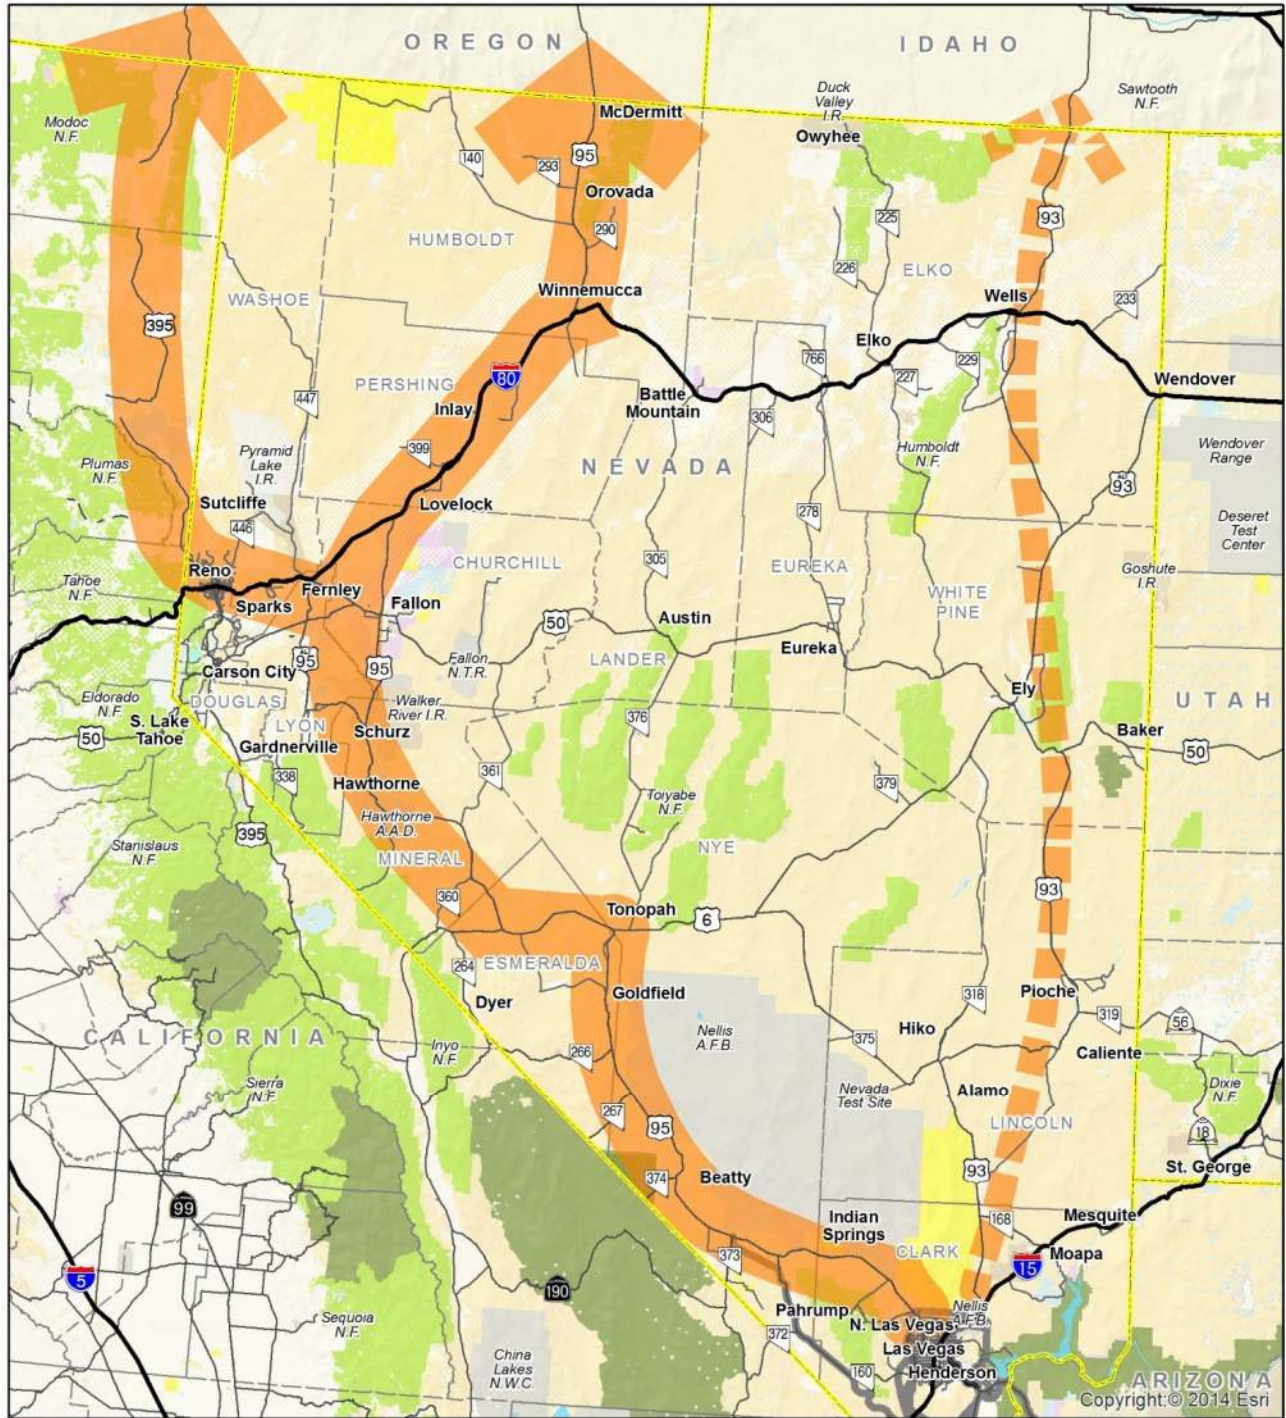 OREGON
IDAHO
Modoc
N.F.
McDermitt
Duck
Valley
I.R.
Sawtooth
N.F.
Owyhee
140
293
95
Orovada
290
225
93
HUMBOLDT
226
ELKO
WASHOE
Winnemucca
Wells
233
395
80
Elko
PERSHING
447
Inlay
766
229
227
Wendover
Battle
Mountain
306
399
Pyramid
Lake
I.R.
Humboldt
N.F.
Wendover
Range
Plumas
N.F.
NEVADA
93
Sutcliffe
Lovelock
446
278
Deseret
Test
Center
CHURCHILL
305
EUREKA
Goshute
I.R.
Reno
Tahoe
N.F.
Fernley
Sparks
Fallon
WHITE
PINE
50
Austin
Eureka
Carson City
95
95
Fallon
N.T.R.
LANDER
Ely
Eldorado
N.F.
DOUGLAS
Walker
River I.R.
UTAH
S. Lake
Tahoe
50
LYON
Schurz
376
Baker
50
Gardnerville
338
361
Hawthorne
379
Toiyabe
N.F.
Hawthorne
A.A.D.
395
Stanislaus
N.F.
MINERAL
NYE
360
93
Tonopah
6
264
ESMERALDA
Dyer
Goldfield
318
Pioche
319
56
CALIFORNIA
Inyo
N.F.
Nellis
A.F.B.
375
Hiko
Caliente
266
Sierra
N.F.
Nevada
Test Site
Alamo
Dixie
N.F.
267
95
LINCOLN
18
374
Beatty
93
St. George
99
Indian
Springs
168
Mesquite
373
CLARK
Moapa
15
5
190
Pahrump
Nellis
A.F.B.
N. Las Vegas
Sequoia
N.F.
372
Las Vegas
China
Lakes
N.W.C.
160
Henderson
ARIZONA
Copyright:© 2014 Esri